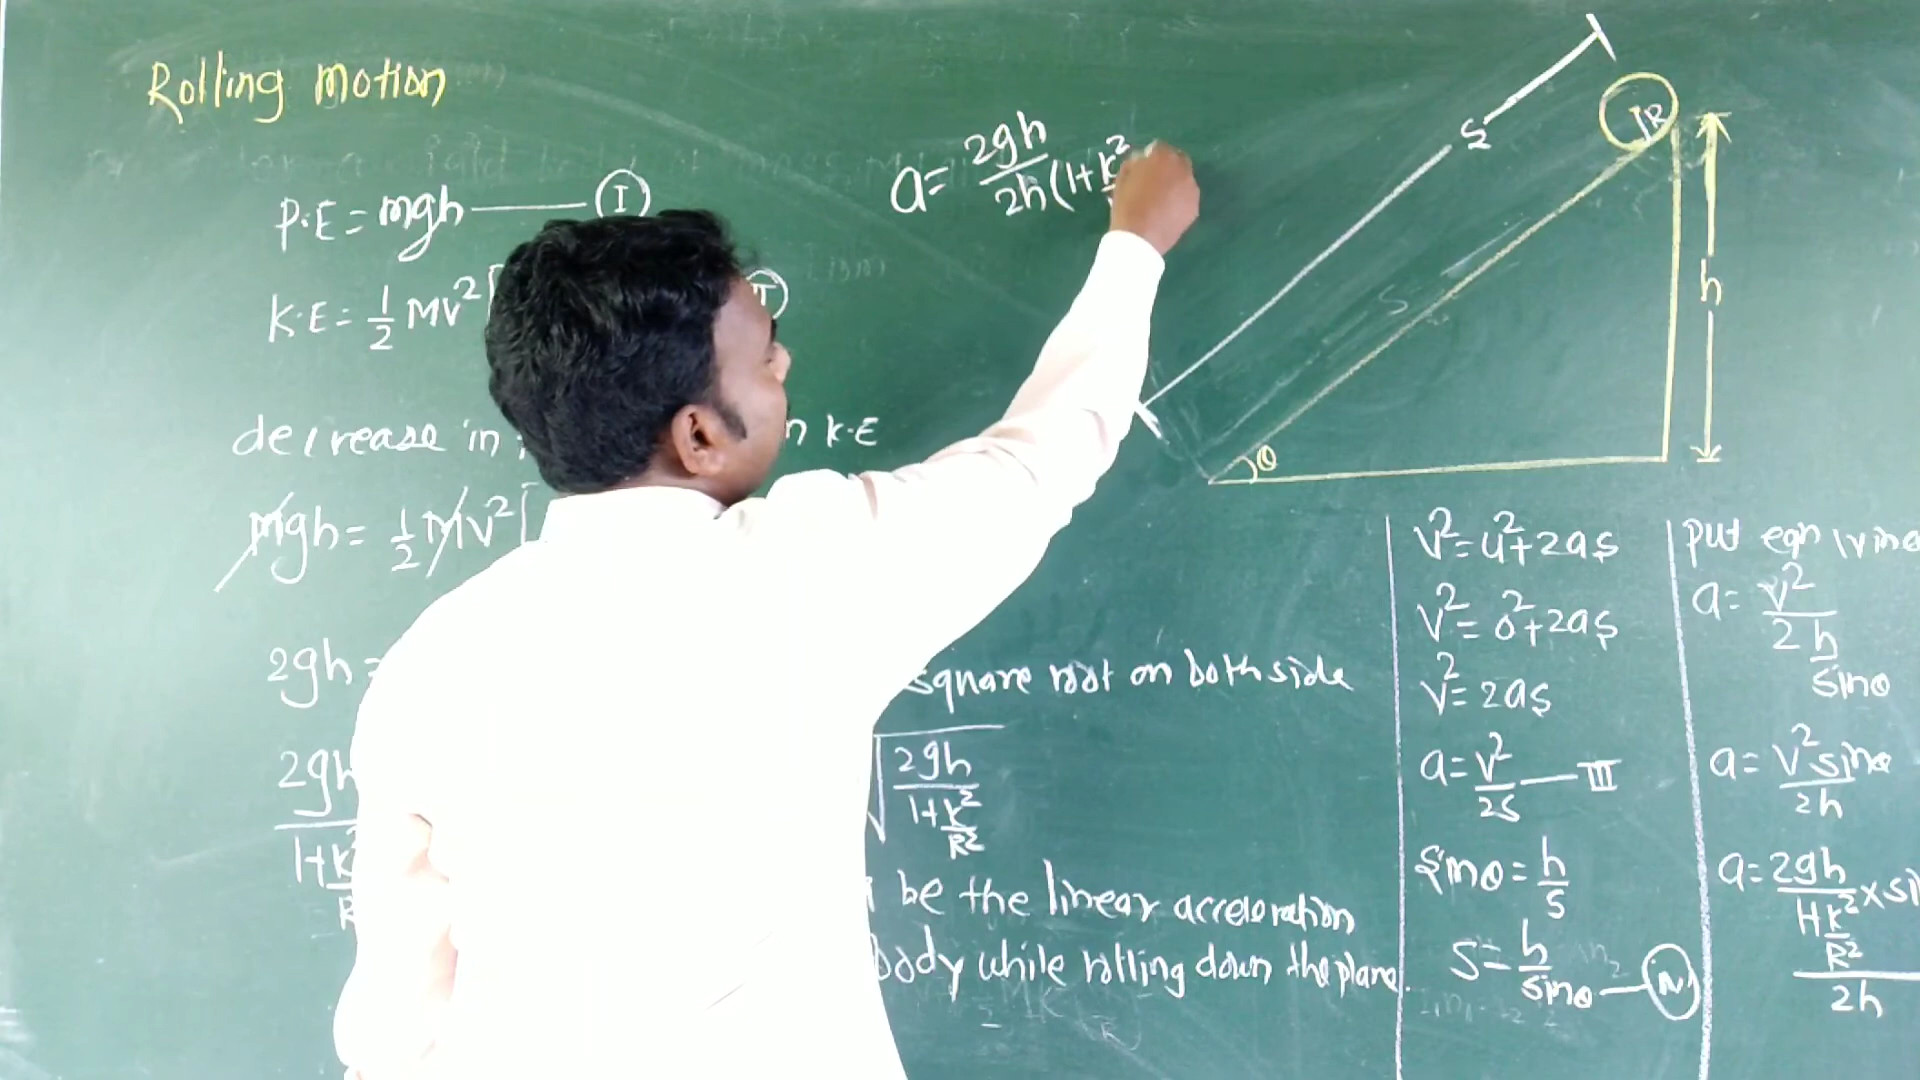 Rolling motion
P.E = mgh —— I
K.E = 1/2 MV² [
decrease in
n K.E
mgh = 1/2 MV² [
2gh =
square root on both side
2gh
1+k²
R
√ 2gh / 1+k²/R²
be the linear acceleration
body while rolling down the plane.
a = 2gh / 2h(1+k²
S
R
h
S
θ
V² = u²+2as
V² = o²+2as
V² = 2as
a = V²/2s —— III
sinθ = h/s
S = h/sinθ —— IV
put eqn IV in
a = V² / 2 h/sinθ
a = V² sinθ / 2h
a = 2gh / 1+k²/R² × si / 2h